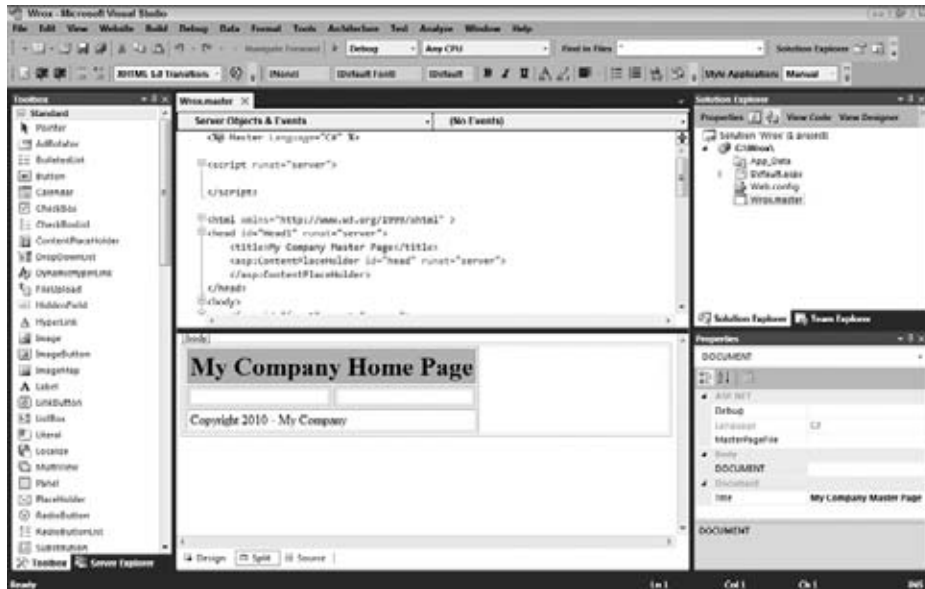 Wrox - Microsoft Visual Studio
File Edit View Website Build Debug Data Format Tools Architecture Test Analyze Window Help
Navigate Forward Debug Any CPU Find in Files Solution Explorer
(None) (Default Font) (Default B I U A Style Application: Manual
Toolbox
Standard
Pointer
AdRotator
BulletedList
Button
Calendar
CheckBox
CheckBoxList
ContentPlaceHolder
DropDownList
DynamicHyperLink
FileUpload
HiddenField
HyperLink
Image
ImageButton
ImageMap
Label
LinkButton
ListBox
Literal
Localize
MultiView
Panel
PlaceHolder
RadioButton
RadioButtonList
Substitution
Toolbox Server Explorer
Wrox.master
Server Objects & Events (No Events)
<%@ Master Language="C#" %>
<script runat="server">
</script>
<html xmlns="http://www.w3.org/1999/xhtml" >
<head id="Head1" runat="server">
<title>My Company Master Page</title>
<asp:ContentPlaceHolder id="head" runat="server">
</asp:ContentPlaceHolder>
</head>
<body>
[body]
My Company Home Page
Copyright 2010 - My Company
Design Split Source
Solution Explorer
Properties View Code View Designer
Solution 'Wrox' (1 project)
C:\Wrox\
App_Data
Default.aspx
Web.config
Wrox.master
Solution Explorer Team Explorer
Properties
DOCUMENT
ASP.NET
Debug
Language C#
MasterPageFile
Body
DOCUMENT
Document
Title My Company Master Page
DOCUMENT
Ready Ln 1 Col 1 Ch 1 INS